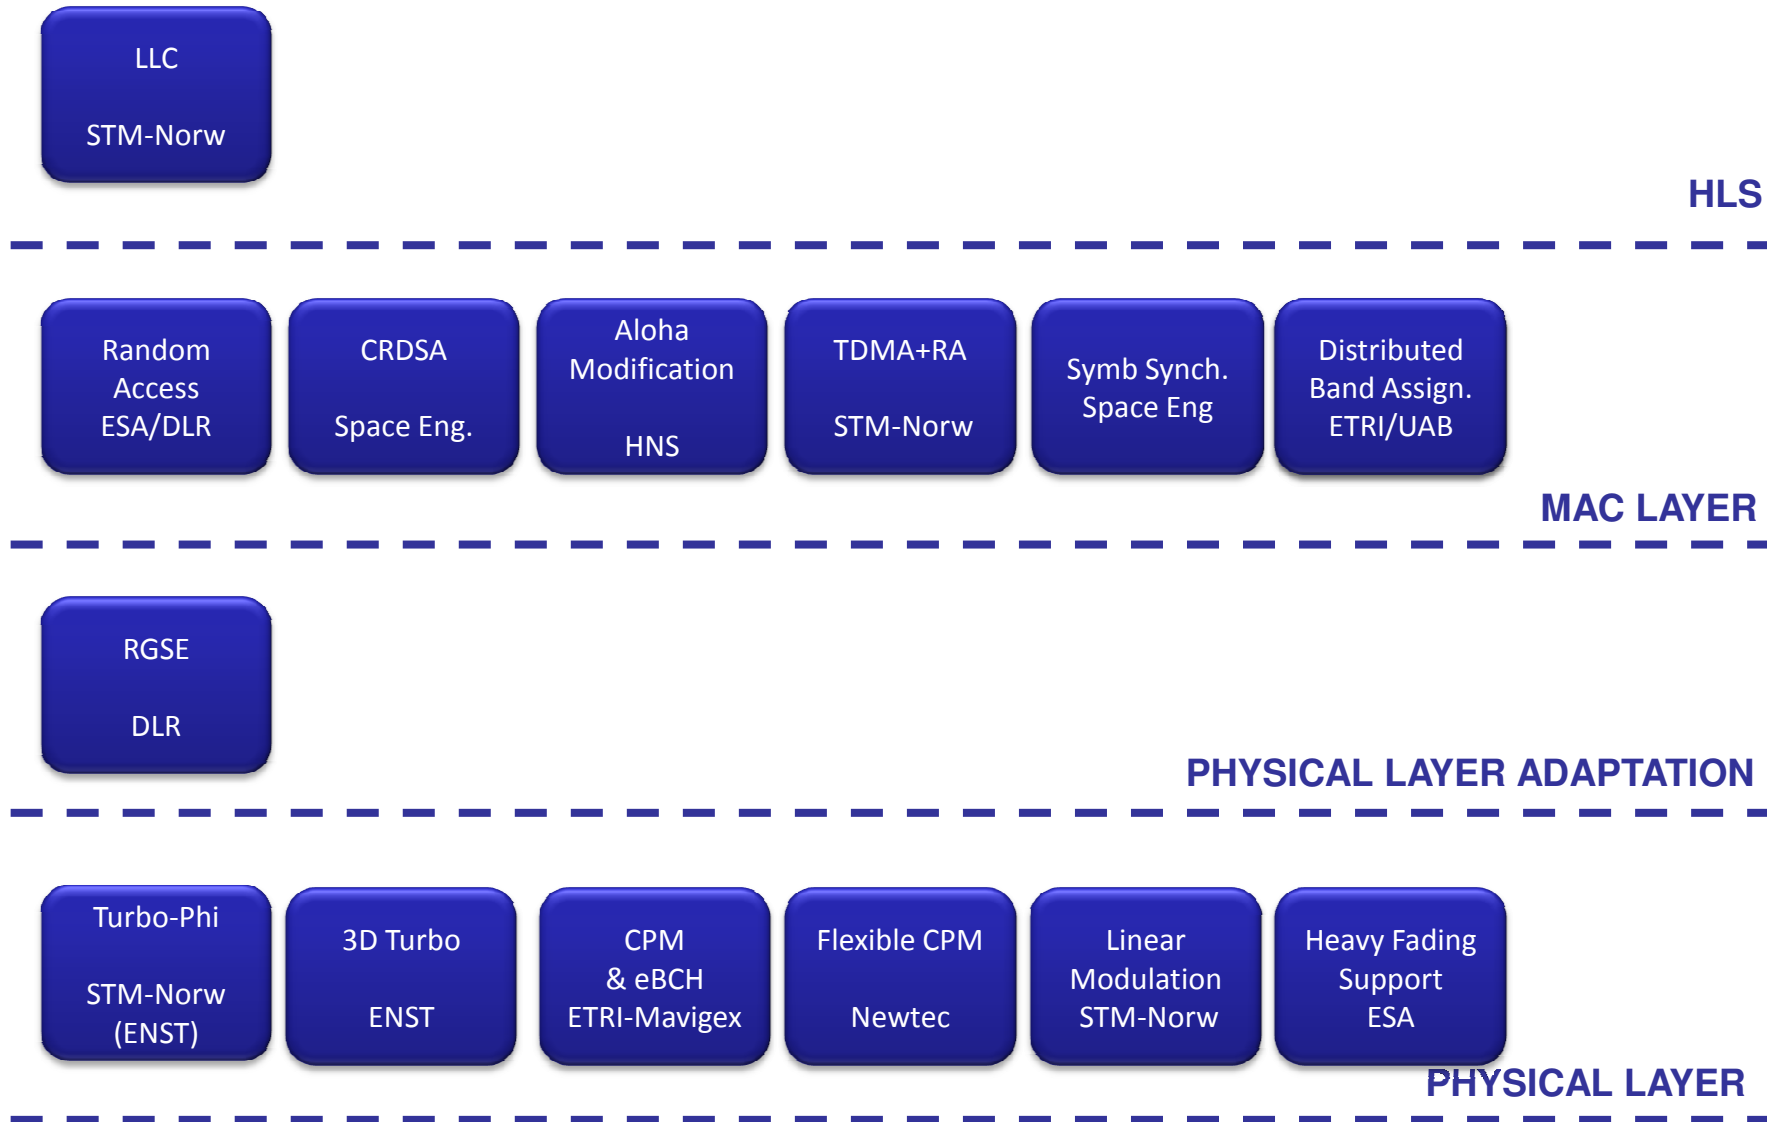 LLC
STM-Norw
HLS
Random
Access
ESA/DLR
CRDSA
Space Eng.
Aloha
Modification
HNS
TDMA+RA
STM-Norw
Symb Synch.
Space Eng
Distributed
Band Assign.
ETRI/UAB
MAC LAYER
RGSE
DLR
PHYSICAL LAYER ADAPTATION
Turbo-Phi
STM-Norw
(ENST)
3D Turbo
ENST
CPM
& eBCH
ETRI-Mavigex
Flexible CPM
Newtec
Linear
Modulation
STM-Norw
Heavy Fading
Support
ESA
PHYSICAL LAYER